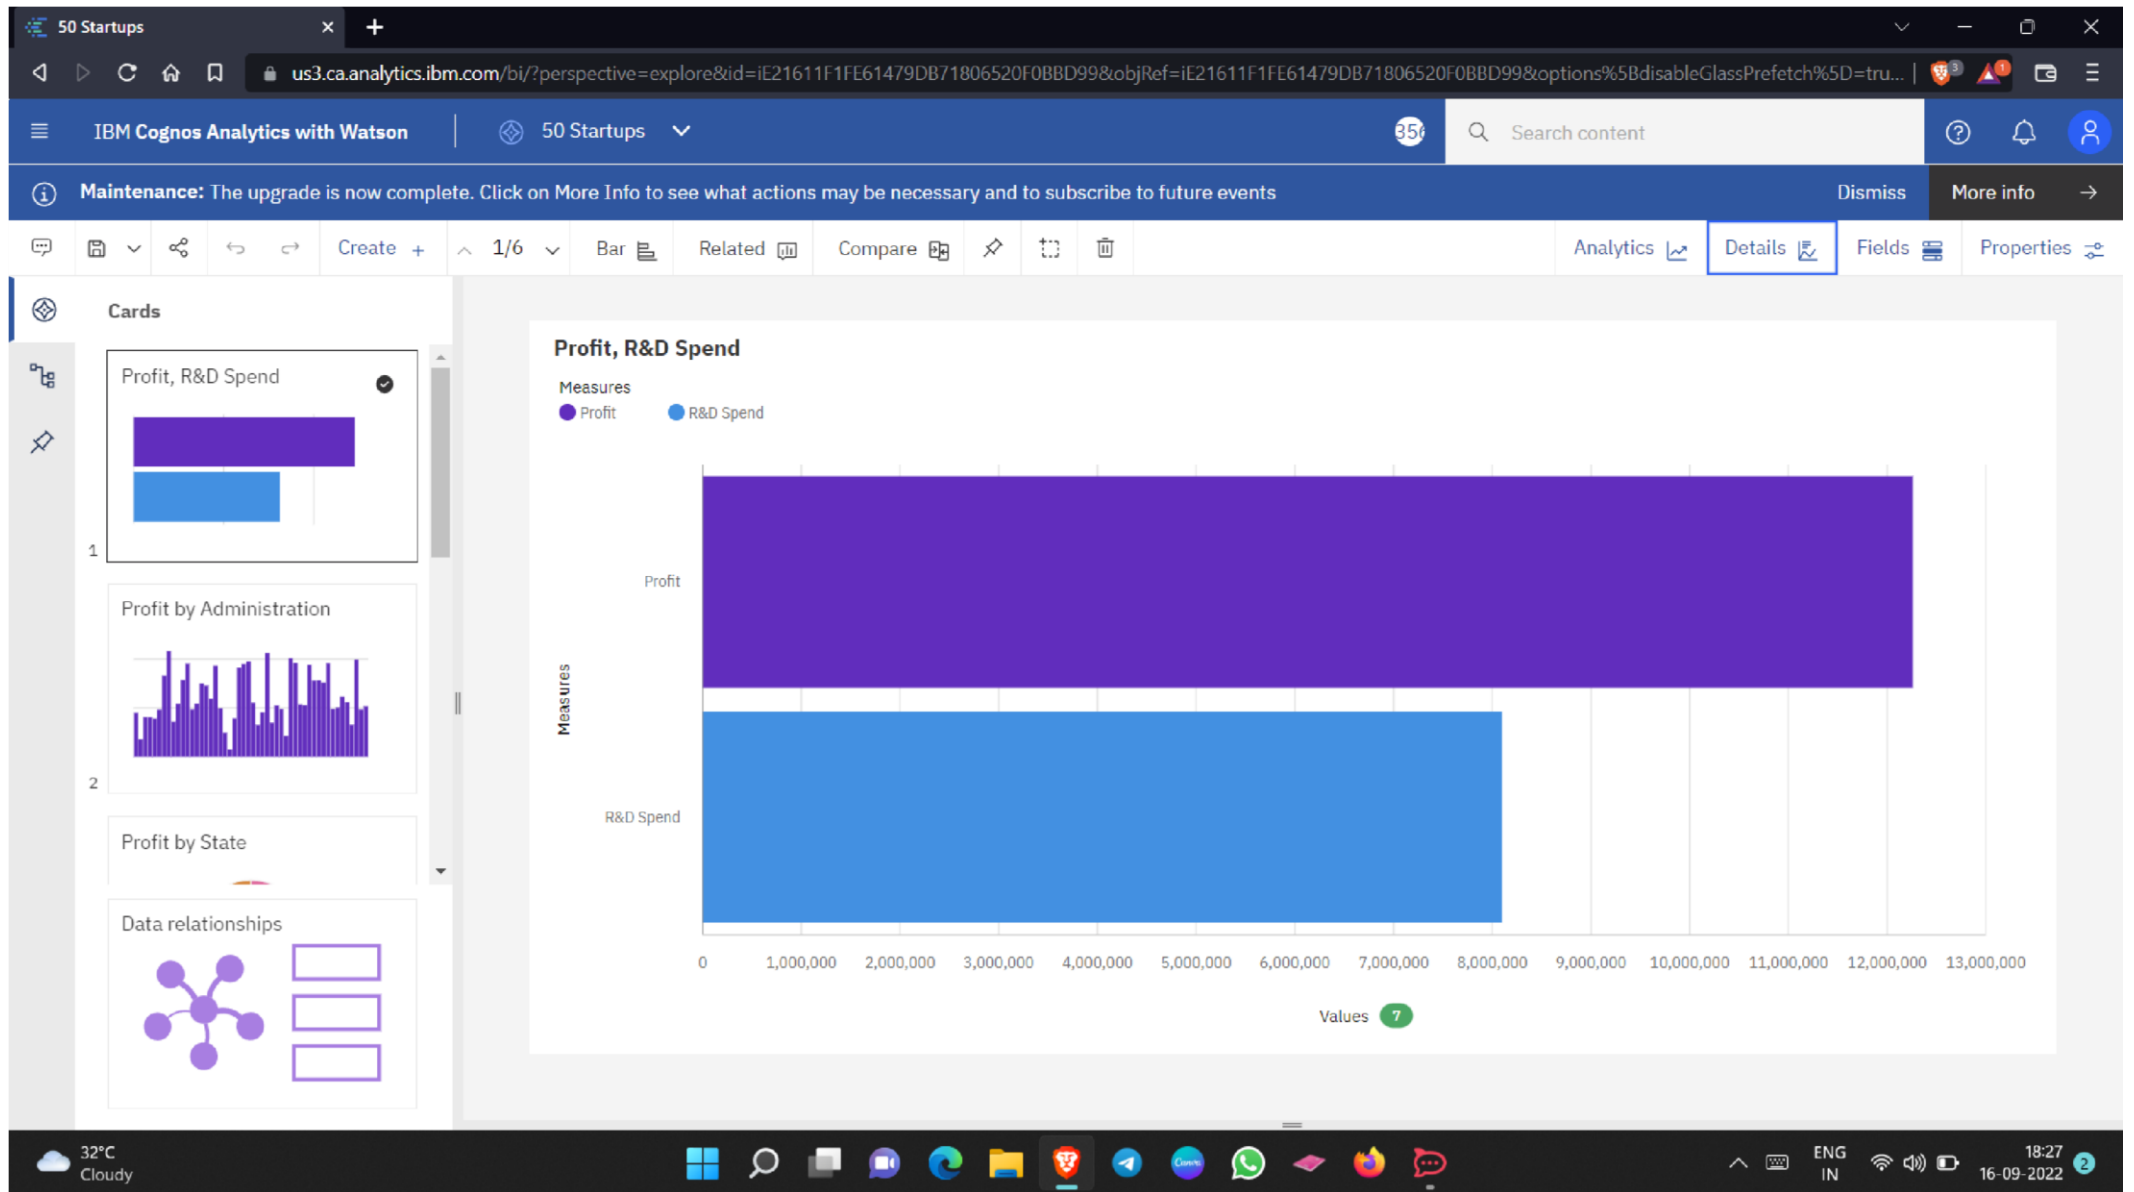 50 Startups
us3.ca.analytics.ibm.com/bi/?perspective=explore&id=iE21611F1FE61479DB71806520F0BBD99&objRef=iE21611F1FE61479DB71806520F0BBD99&options%5BdisableGlassPrefetch%5D=tru...
3
1
IBM Cognos Analytics with Watson
50 Startups
356
Search content
Maintenance: The upgrade is now complete. Click on More Info to see what actions may be necessary and to subscribe to future events
Dismiss
More info
Create
1/6
Bar
Related
Compare
Analytics
Details
Fields
Properties
Cards
Profit, R&D Spend
1
Profit by Administration
2
Profit by State
Data relationships
Profit, R&D Spend
Measures
Profit
R&D Spend
Profit
R&D Spend
Measures
0 1,000,000 2,000,000 3,000,000 4,000,000 5,000,000 6,000,000 7,000,000 8,000,000 9,000,000 10,000,000 11,000,000 12,000,000 13,000,000
Values 7
32°C
Cloudy
Canva
ENG
IN
18:27
16-09-2022
2